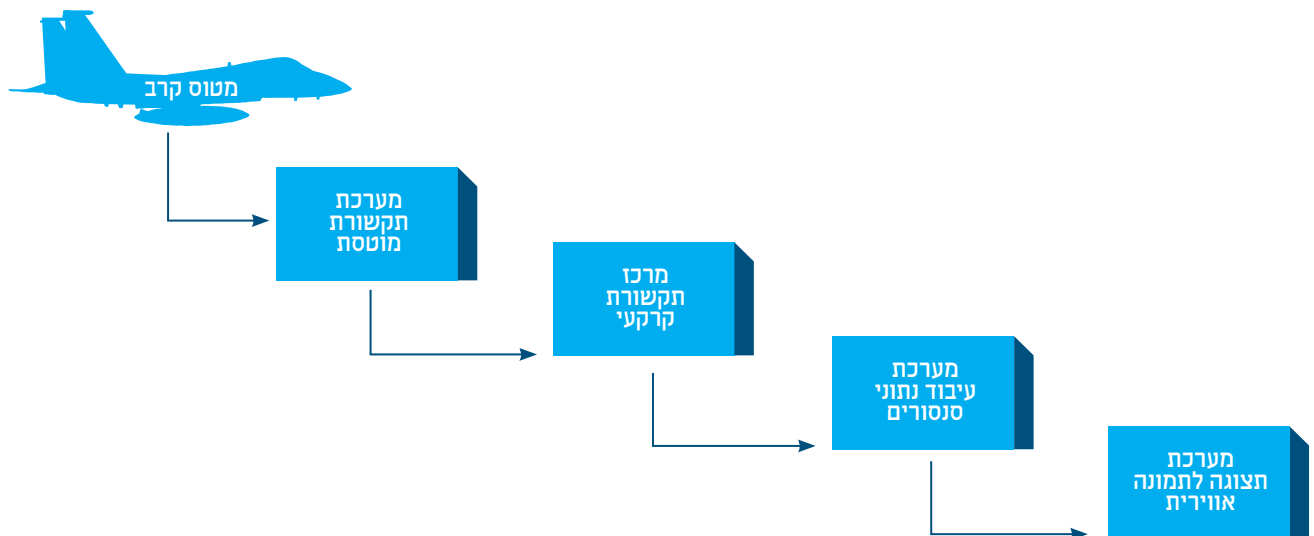 מטוס קרב
מערכת
תקשורת
מוטסת
מרכז
תקשורת
קרקעי
מערכת
עיבוד נתוני
סנסורים
מערכת
תצוגה לתמונה
אווירית